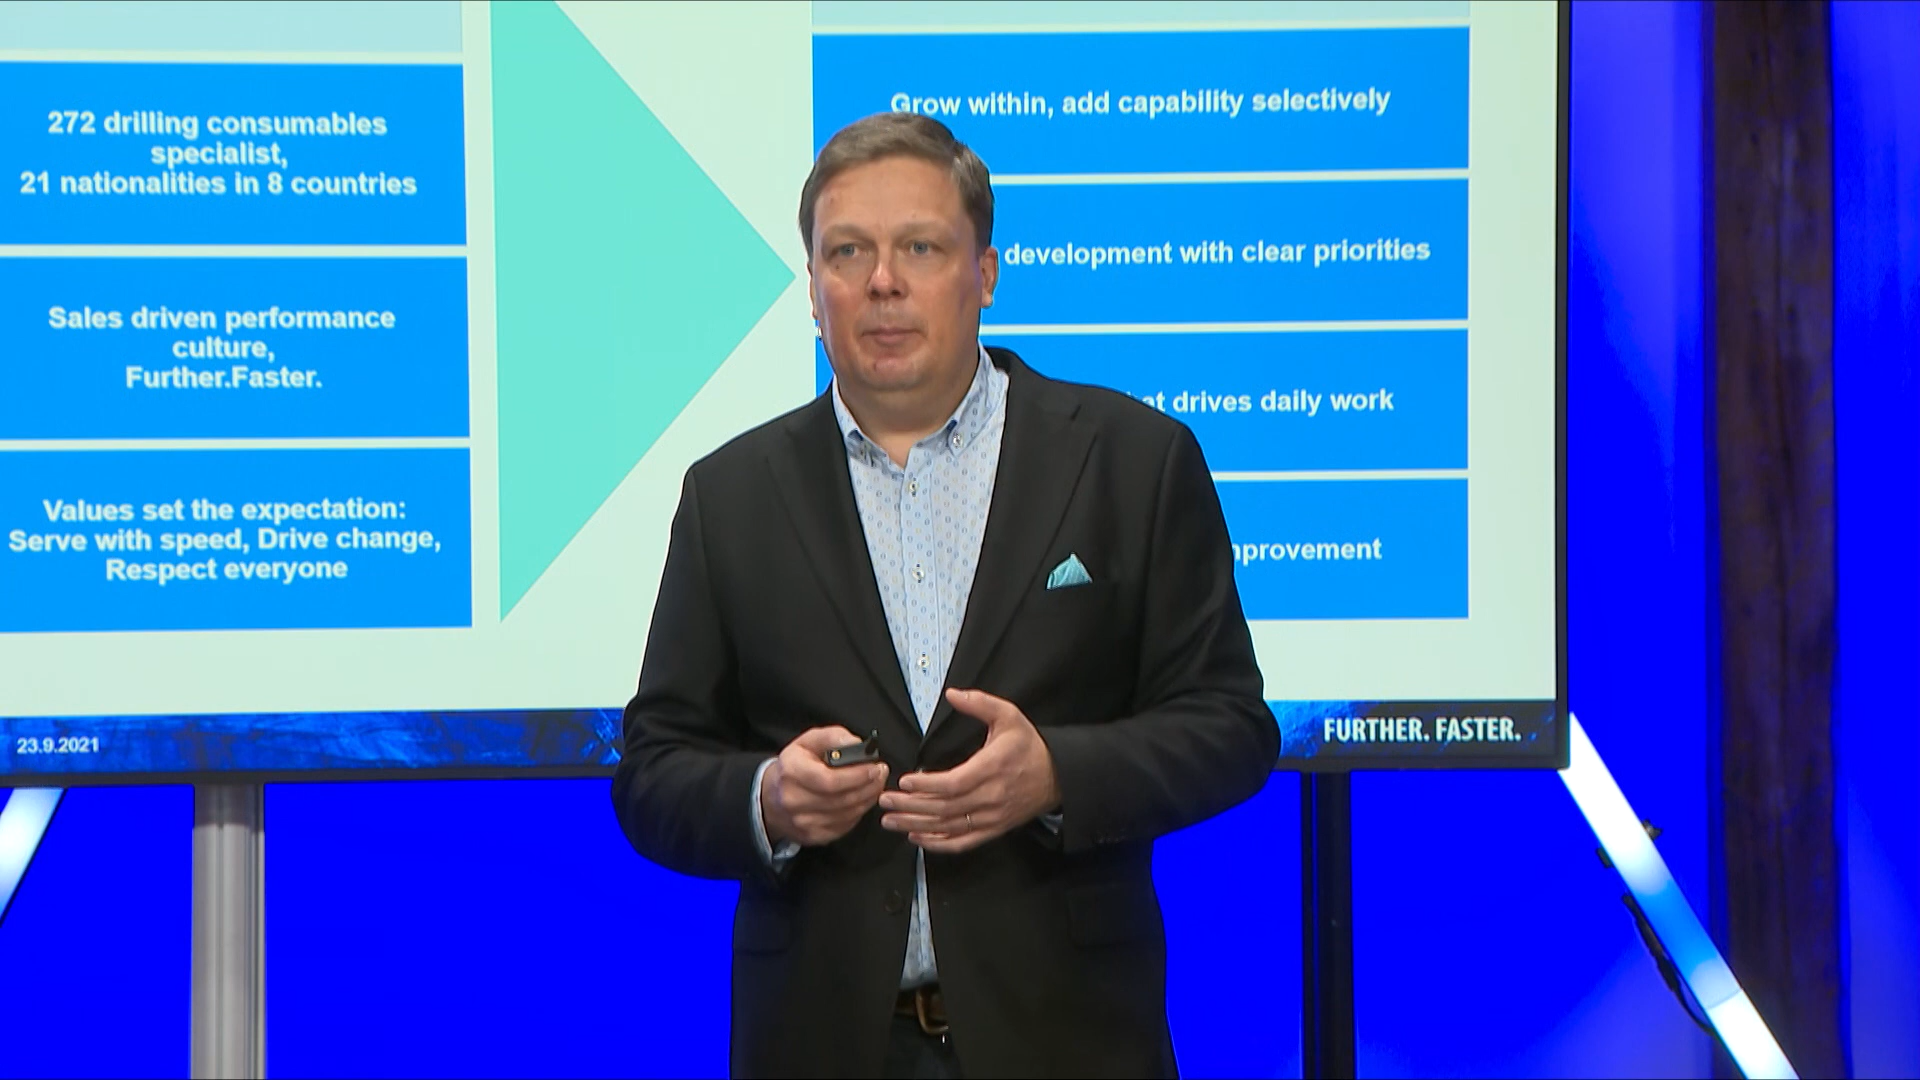 272 drilling consumables
specialist,
21 nationalities in 8 countries
Sales driven performance
culture,
Further.Faster.
Values set the expectation:
Serve with speed, Drive change,
Respect everyone
Grow within, add capability selectively
development with clear priorities
drives daily work
23.9.2021
FURTHER. FASTER.